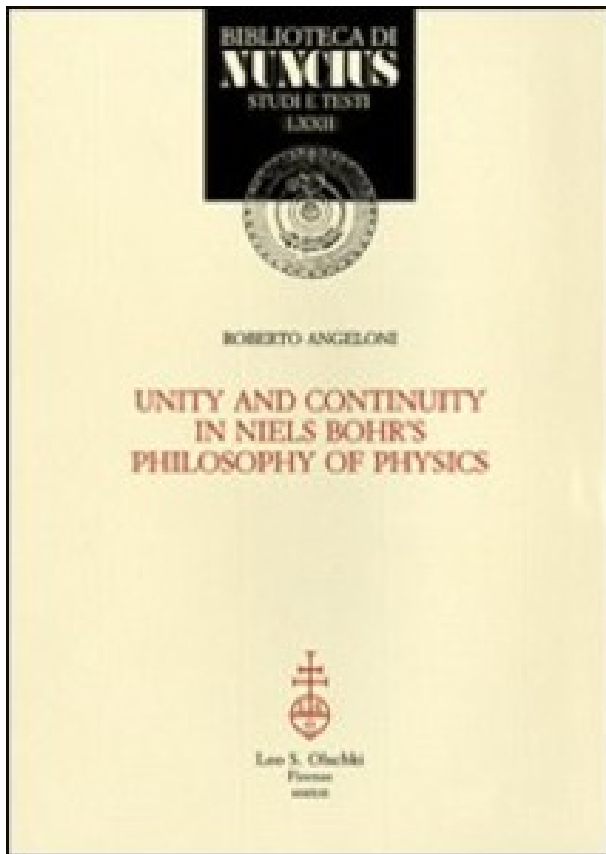 BIBLIOTECA DI
NUNCIUS
STUDI E TESTI
LXXII
ROBERTO ANGELONI
UNITY AND CONTINUITY
IN NIELS BOHR'S
PHILOSOPHY OF PHYSICS
Leo S. Olschki
Firenze